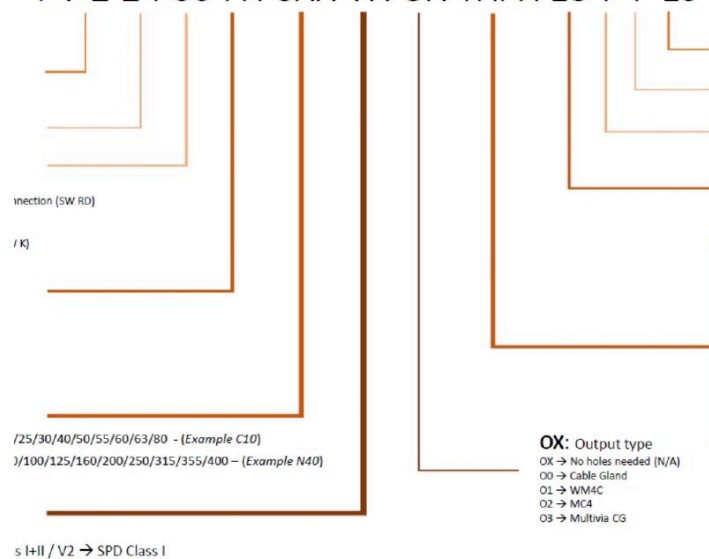 (SW RD)
K)
/25/30/40/50/55/60/63/80 - (Example C10)
/100/125/160/200/250/315/355/400 – (Example N40)
I+II / V2 → SPD Class I
OX: Output type
OX → No holes needed (N/A)
O0 → Cable Gland
O1 → WM4C
O2 → MC4
O3 → Multivia CG